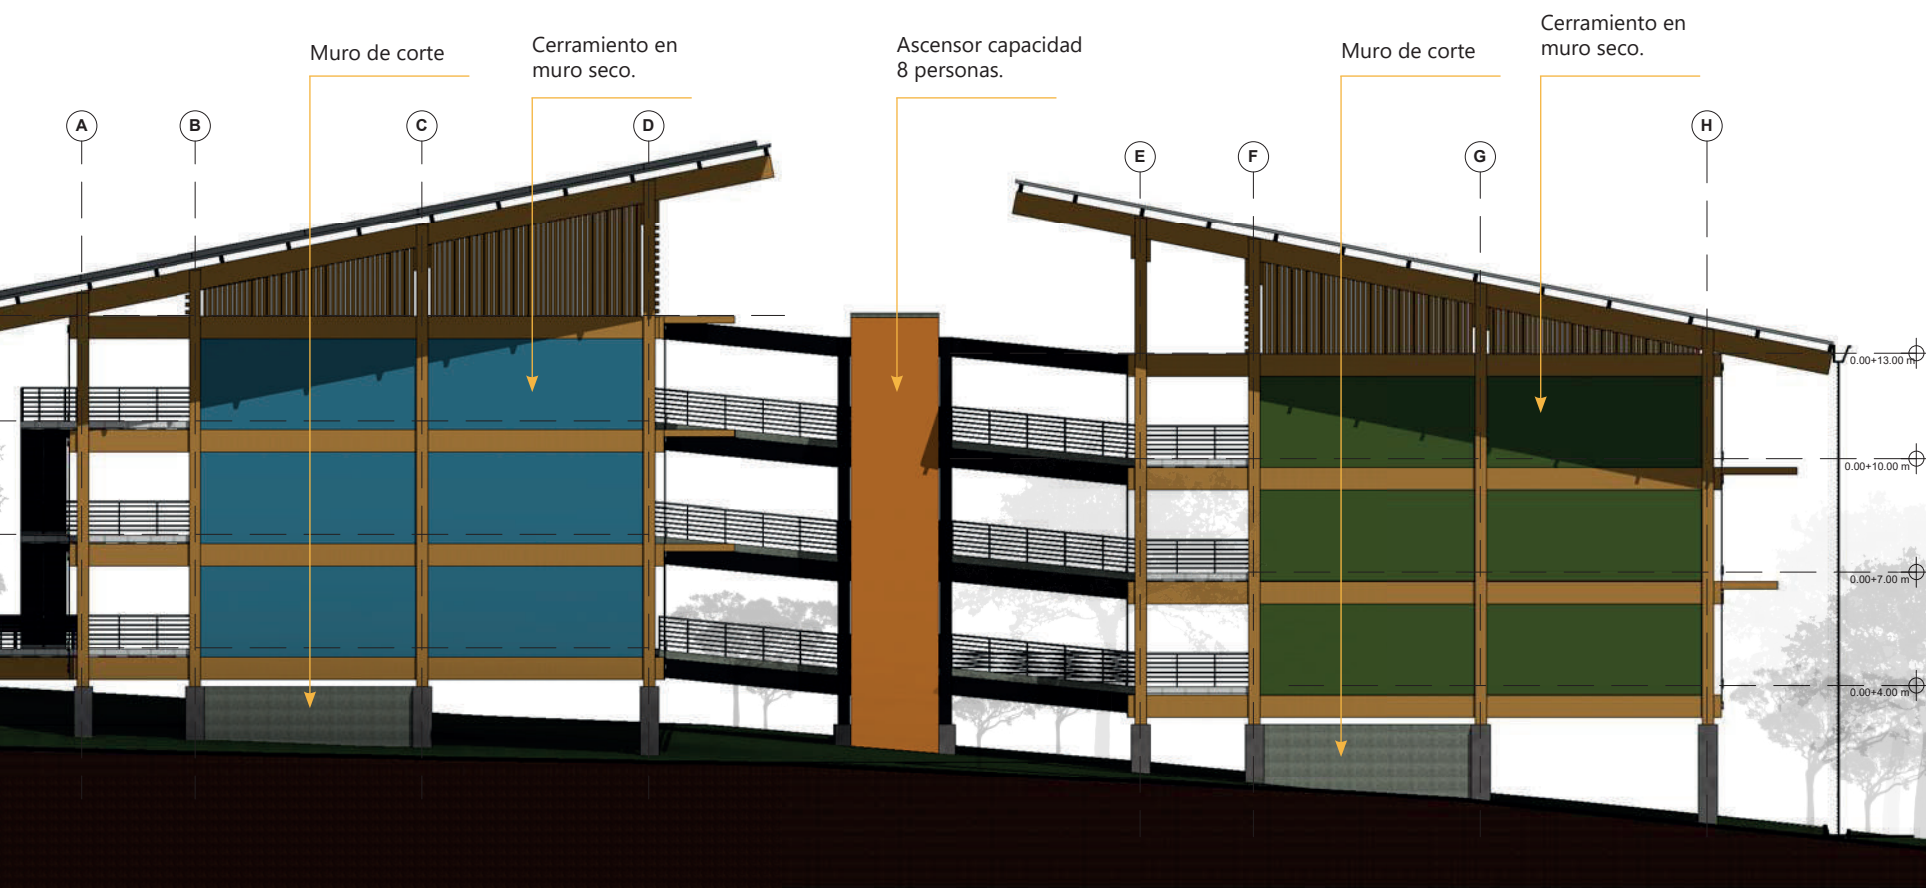 Muro de corte
Cerramiento en
muro seco.
Ascensor capacidad
8 personas.
Muro de corte
Cerramiento en
muro seco.
A
B
C
D
E
F
G
H
0.00+13.00 m
0.00+10.00 m
0.00+7.00 m
0.00+4.00 m